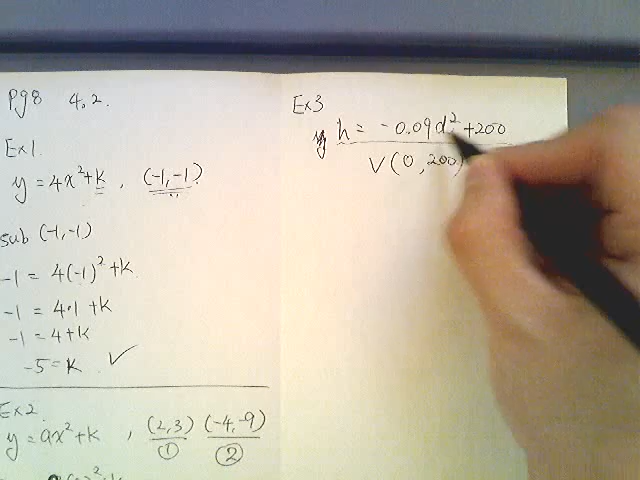 Pg8 4.2.
Ex1.
y = 4x²+k , (-1,-1).
sub (-1,-1)
-1 = 4(-1)²+k
-1 = 4·1+k
-1 = 4+k
-5 = k ✓
Ex2.
y = ax²+k , (2,3) (-4,-9)
① ②
Ex3
y h = -0.09d²+200
V(0,200)